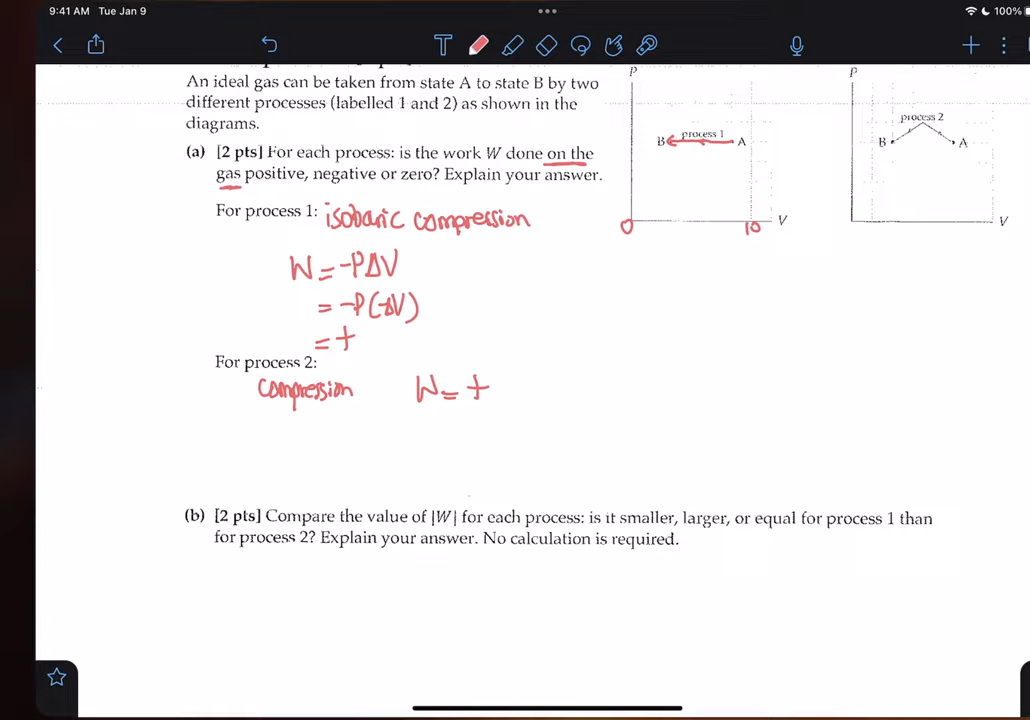 9:41 AM Tue Jan 9
100%
An ideal gas can be taken from state A to state B by two
different processes (labelled 1 and 2) as shown in the
diagrams.
(a) [2 pts] For each process: is the work W done on the
gas positive, negative or zero? Explain your answer.
P
process 1
B
A
V
0
10
P
process 2
B
A
V
For process 1: isobaric compression
W = -PΔV
= -P(-ΔV)
= +
For process 2:
compression W = +
(b) [2 pts] Compare the value of |W| for each process: is it smaller, larger, or equal for process 1 than
for process 2? Explain your answer. No calculation is required.